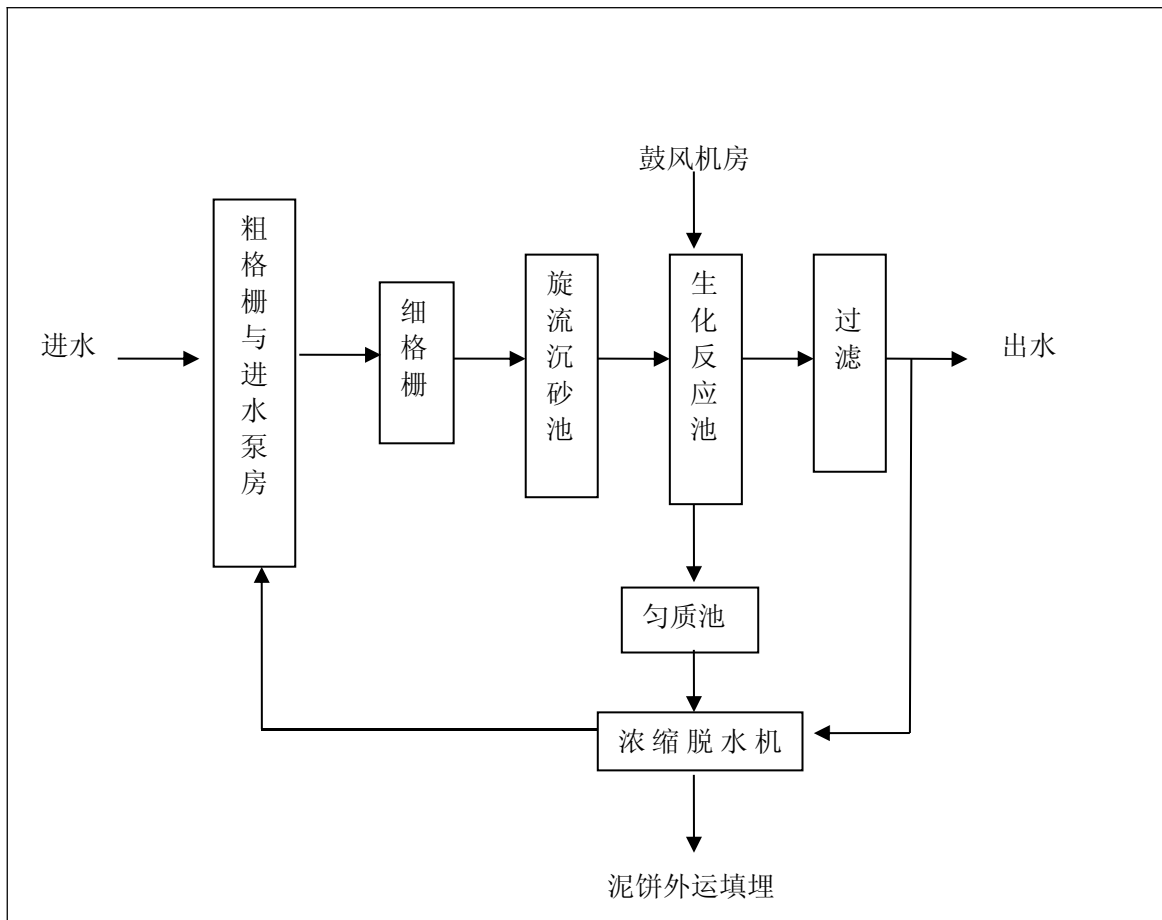 鼓风机房
进水
粗格栅与进水泵房
细格栅
旋流沉砂池
生化反应池
过滤
出水
匀质池
浓缩脱水机
泥饼外运填埋